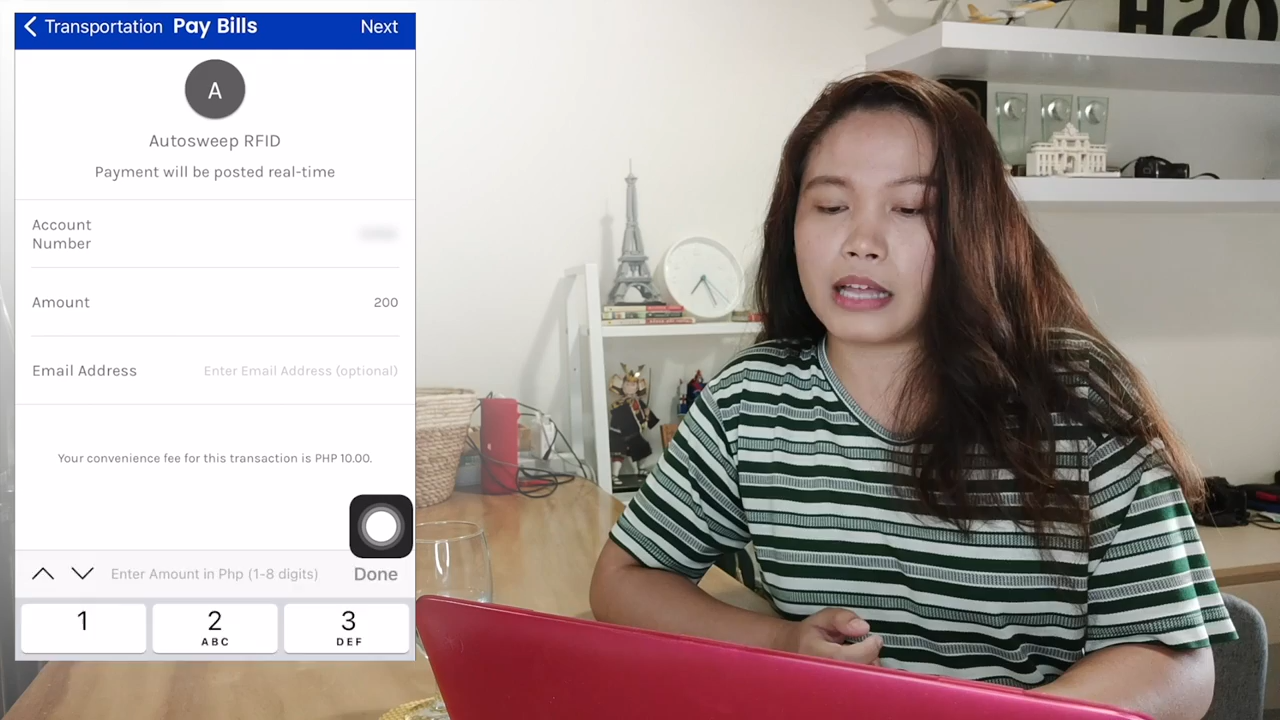 Transportation Pay Bills Next
A
Autosweep RFID
Payment will be posted real-time
Account
Number
Amount 200
Email Address Enter Email Address (optional)
Your convenience fee for this transaction is PHP 10.00.
Enter Amount in Php (1-8 digits) Done
1 2 3
ABC DEF
H2O